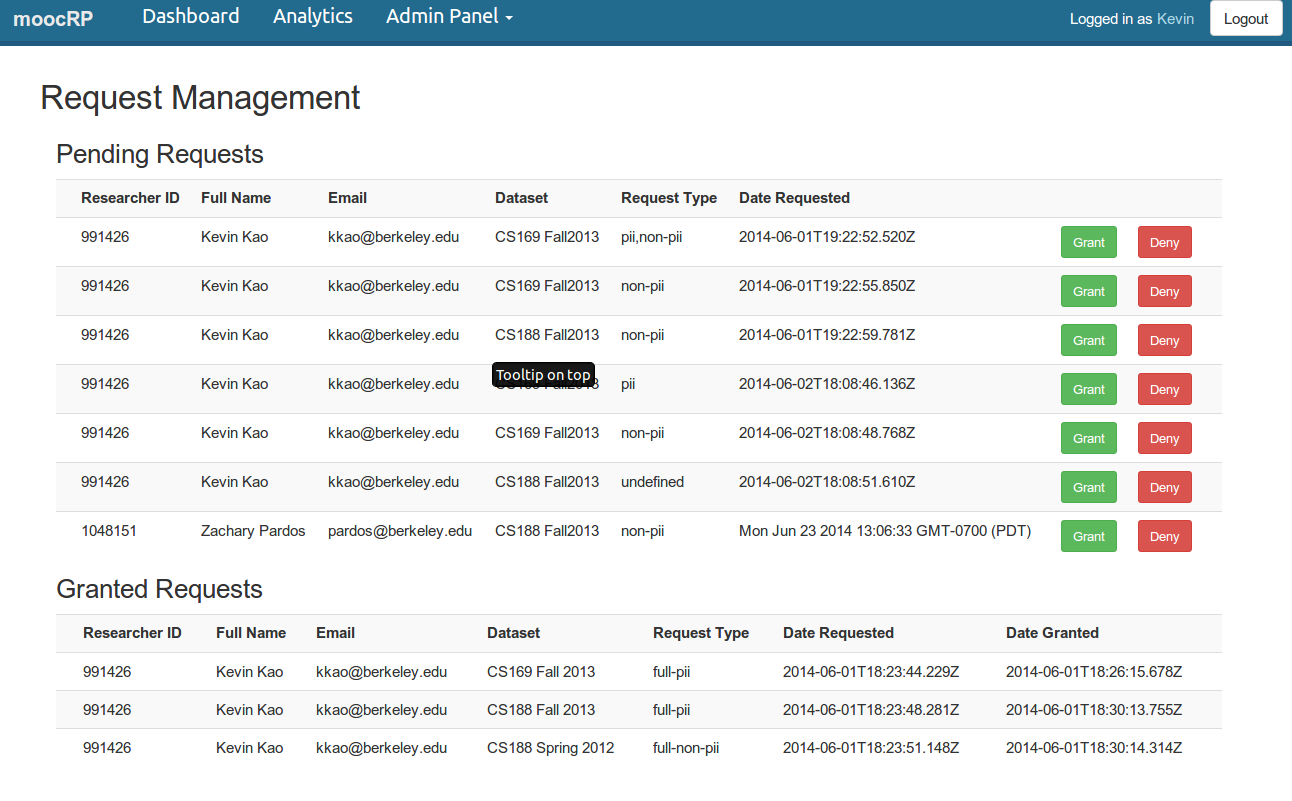 moocRP Dashboard Analytics Admin Panel Logged in as Kevin Logout
Request Management
Pending Requests
Researcher ID Full Name Email Dataset Request Type Date Requested
991426 Kevin Kao kkao@berkeley.edu CS169 Fall2013 pii,non-pii 2014-06-01T19:22:52.520Z Grant Deny
991426 Kevin Kao kkao@berkeley.edu CS169 Fall2013 non-pii 2014-06-01T19:22:55.850Z Grant Deny
991426 Kevin Kao kkao@berkeley.edu CS188 Fall2013 non-pii 2014-06-01T19:22:59.781Z Grant Deny
Tooltip on top
991426 Kevin Kao kkao@berkeley.edu pii 2014-06-02T18:08:46.136Z Grant Deny
991426 Kevin Kao kkao@berkeley.edu CS169 Fall2013 non-pii 2014-06-02T18:08:48.768Z Grant Deny
991426 Kevin Kao kkao@berkeley.edu CS188 Fall2013 undefined 2014-06-02T18:08:51.610Z Grant Deny
1048151 Zachary Pardos pardos@berkeley.edu CS188 Fall2013 non-pii Mon Jun 23 2014 13:06:33 GMT-0700 (PDT) Grant Deny
Granted Requests
Researcher ID Full Name Email Dataset Request Type Date Requested Date Granted
991426 Kevin Kao kkao@berkeley.edu CS169 Fall 2013 full-pii 2014-06-01T18:23:44.229Z 2014-06-01T18:26:15.678Z
991426 Kevin Kao kkao@berkeley.edu CS188 Fall 2013 full-pii 2014-06-01T18:23:48.281Z 2014-06-01T18:30:13.755Z
991426 Kevin Kao kkao@berkeley.edu CS188 Spring 2012 full-non-pii 2014-06-01T18:23:51.148Z 2014-06-01T18:30:14.314Z